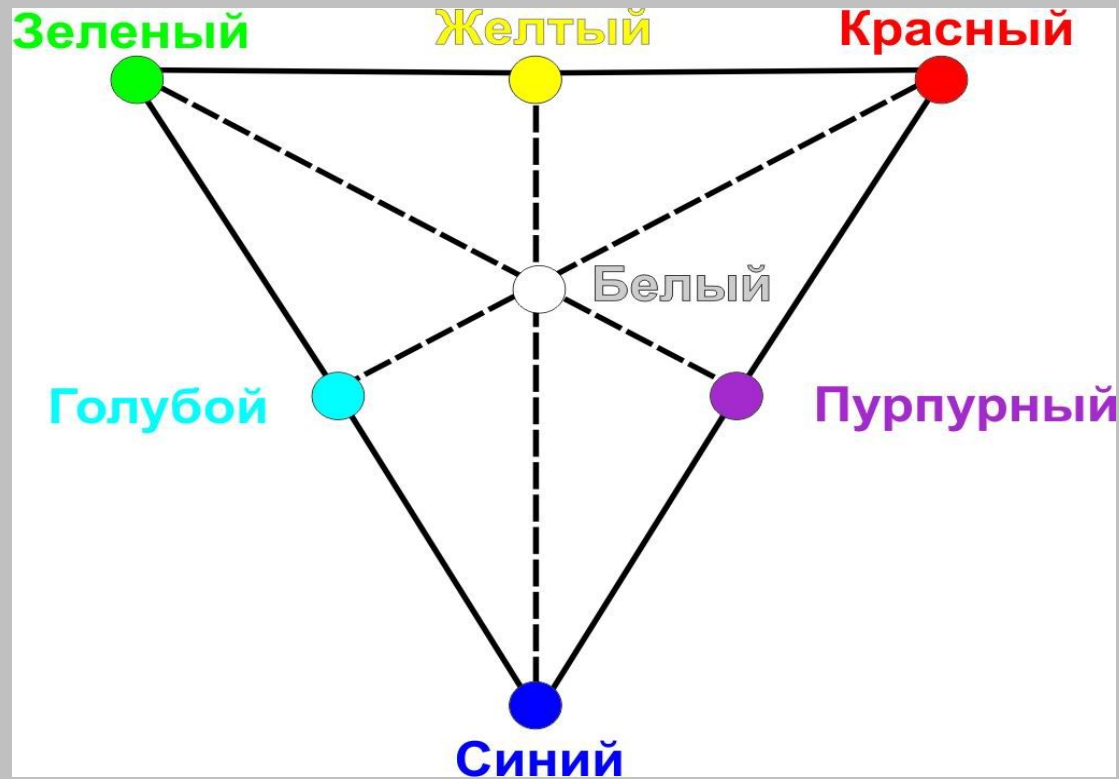 Зеленый
Желтый
Красный
Белый
Голубой
Пурпурный
Синий